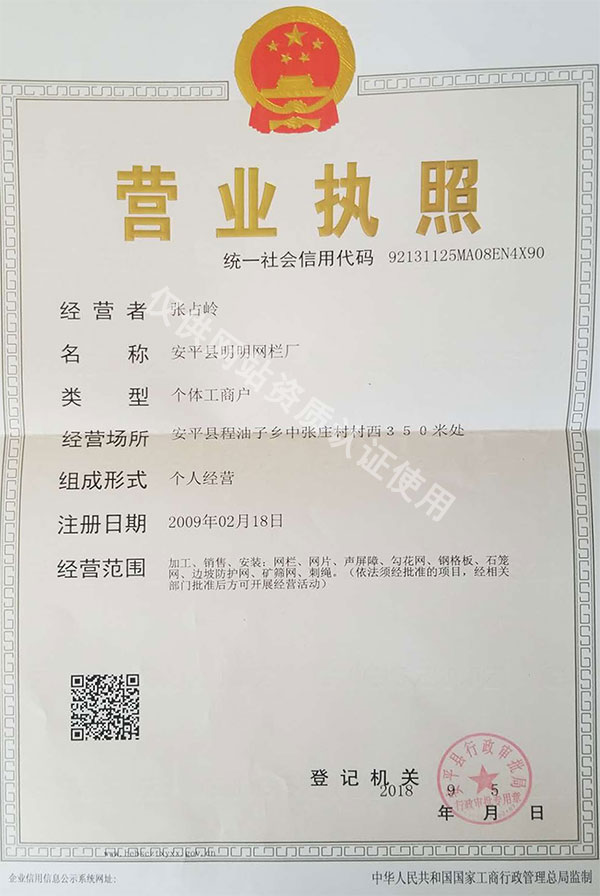 营业执照
统一社会信用代码 92131125MA08EN4X90
经营者 张占岭
名称 安平县明明网栏厂
类型 个体工商户
经营场所 安平县程油子乡中张庄村村西３５０米处
组成形式 个人经营
注册日期 2009年02月18日
经营范围 加工、销售、安装：网栏、网片、声屏障、勾花网、钢格板、石笼
网、边坡防护网、矿筛网、刺绳。（依法须经批准的项目，经相关
部门批准后方可开展经营活动）
仅供网站资质认证使用
登记机关
安平县行政审批局
行政审批专用章
2018 9 5
年 月 日
企业信用信息公示系统网址：
中华人民共和国国家工商行政管理总局监制